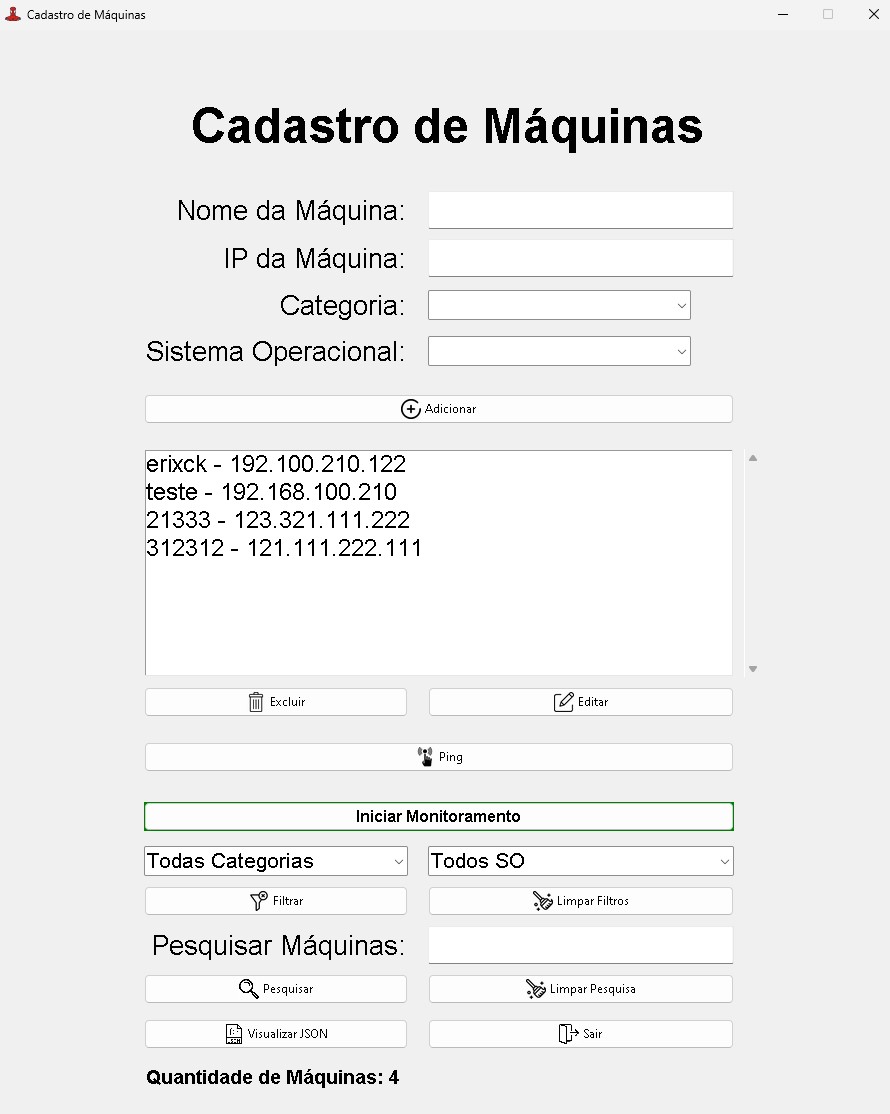 Cadastro de Máquinas
Cadastro de Máquinas
Nome da Máquina:
IP da Máquina:
Categoria:
Sistema Operacional:
Adicionar
erixck - 192.100.210.122
teste - 192.168.100.210
21333 - 123.321.111.222
312312 - 121.111.222.111
Excluir Editar
Ping
Iniciar Monitoramento
Todas Categorias Todos SO
Filtrar Limpar Filtros
Pesquisar Máquinas:
Pesquisar Limpar Pesquisa
Visualizar JSON Sair
Quantidade de Máquinas: 4